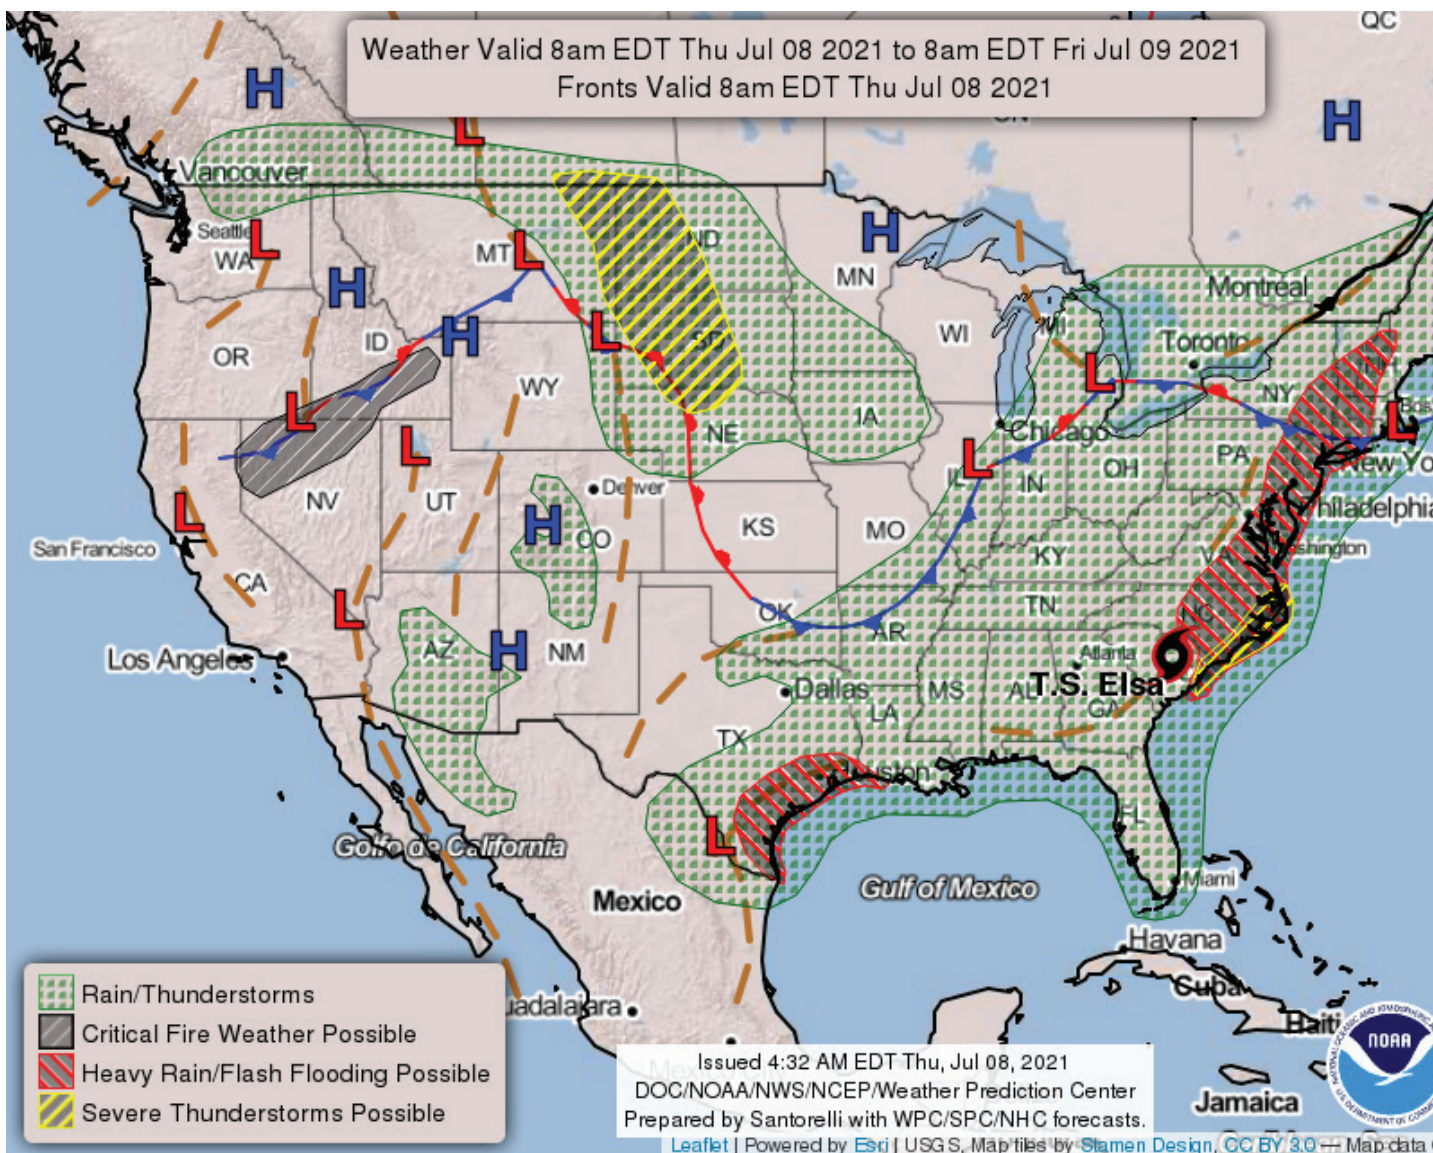 QC
Weather Valid 8am EDT Thu Jul 08 2021 to 8am EDT Fri Jul 09 2021
Fronts Valid 8am EDT Thu Jul 08 2021
H
H
L
Vancouver
Seattle
WA
L
MT
L
ND
H
MN
H
ID
H
OR
L
SD
WI
MI
Montreal
Toronto
NY
L
WY
L
UT
L
NE
IA
Chicago
IL
L
IN
OH
PA
L
New Yo
Philadelphia
Washington
NV
Denver
H
CO
KS
MO
KY
VA
San Francisco
L
CA
L
OK
AR
TN
NC
Los Angeles
AZ
H
NM
Atlanta
T.S. Elsa
Dallas
MS
AL
GA
LA
TX
Houston
FL
L
Golfo de California
Mexico
Gulf of Mexico
Miami
Havana
Cuba
Haiti
Jamaica
Rain/Thunderstorms
Critical Fire Weather Possible
Heavy Rain/Flash Flooding Possible
Severe Thunderstorms Possible
uadalajara
Issued 4:32 AM EDT Thu, Jul 08, 2021
DOC/NOAA/NWS/NCEP/Weather Prediction Center
Prepared by Santorelli with WPC/SPC/NHC forecasts.
NOAA
Leaflet | Powered by Esri | USGS, Map tiles by Stamen Design, CC BY 3.0 — Map data